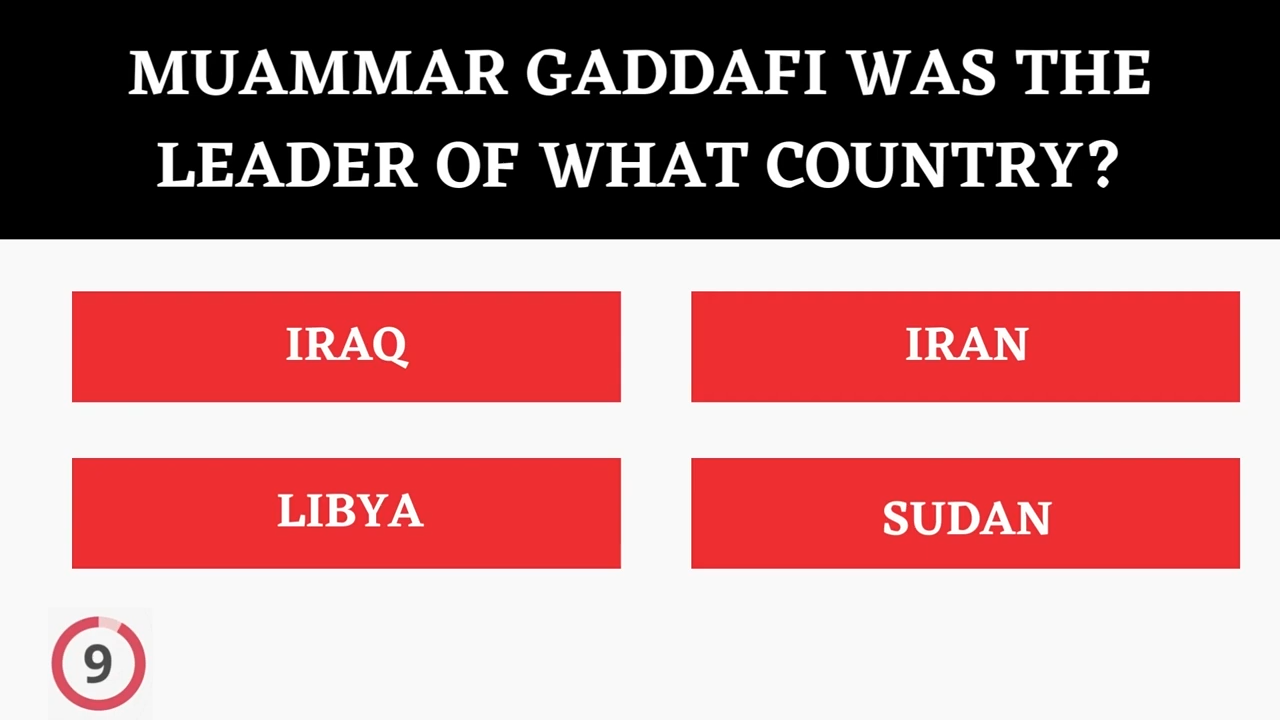 MUAMMAR GADDAFI WAS THE
LEADER OF WHAT COUNTRY?
IRAQ
IRAN
LIBYA
SUDAN
9